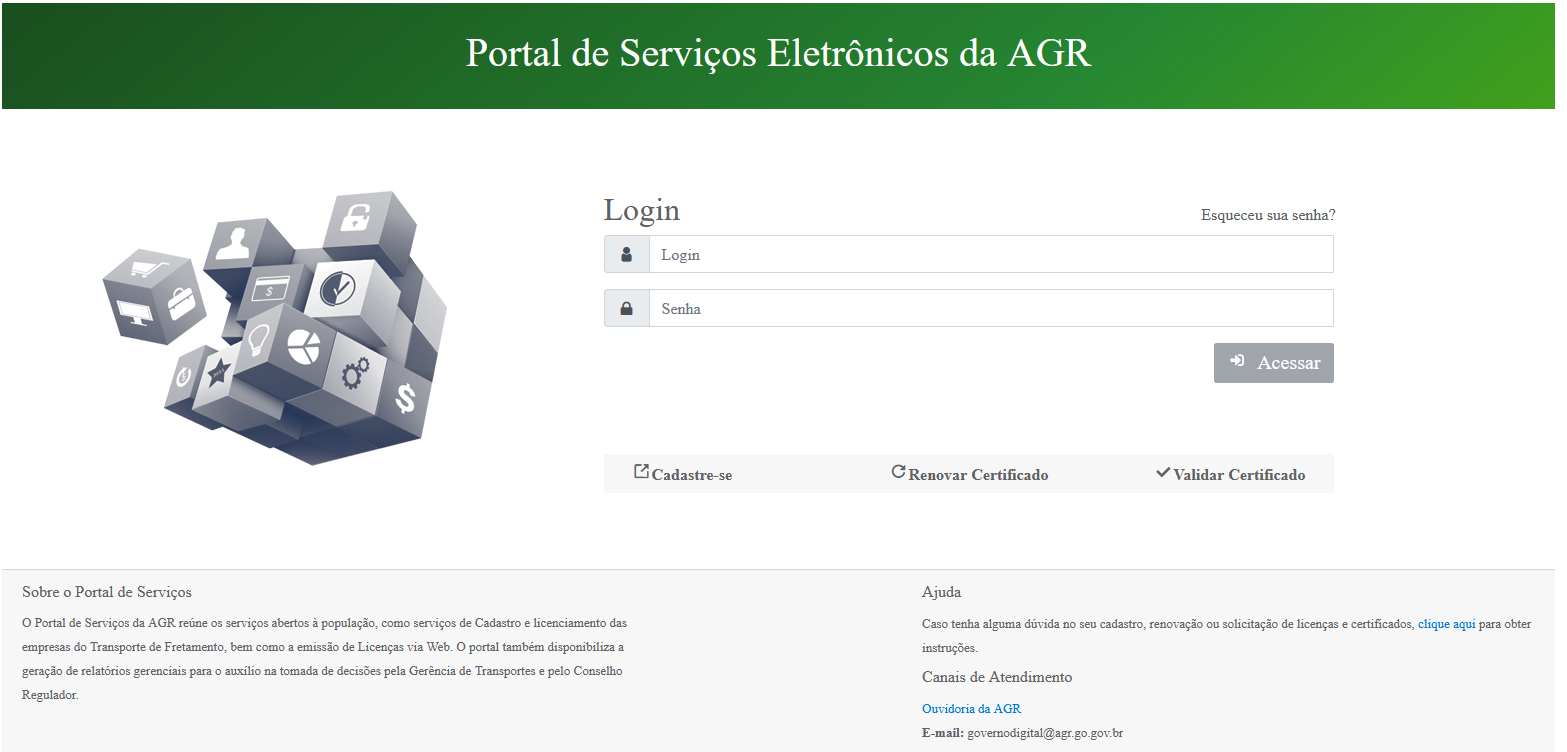 Portal de Serviços Eletrônicos da AGR
Login
Esqueceu sua senha?
Login
Senha
Acessar
Cadastre-se
Renovar Certificado
Validar Certificado
Sobre o Portal de Serviços
O Portal de Serviços da AGR reúne os serviços abertos à população, como serviços de Cadastro e licenciamento das
empresas do Transporte de Fretamento, bem como a emissão de Licenças via Web. O portal também disponibiliza a
geração de relatórios gerenciais para o auxílio na tomada de decisões pela Gerência de Transportes e pelo Conselho
Regulador.
Ajuda
Caso tenha alguma dúvida no seu cadastro, renovação ou solicitação de licenças e certificados, clique aqui para obter
instruções.
Canais de Atendimento
Ouvidoria da AGR
E-mail: governodigital@agr.go.gov.br